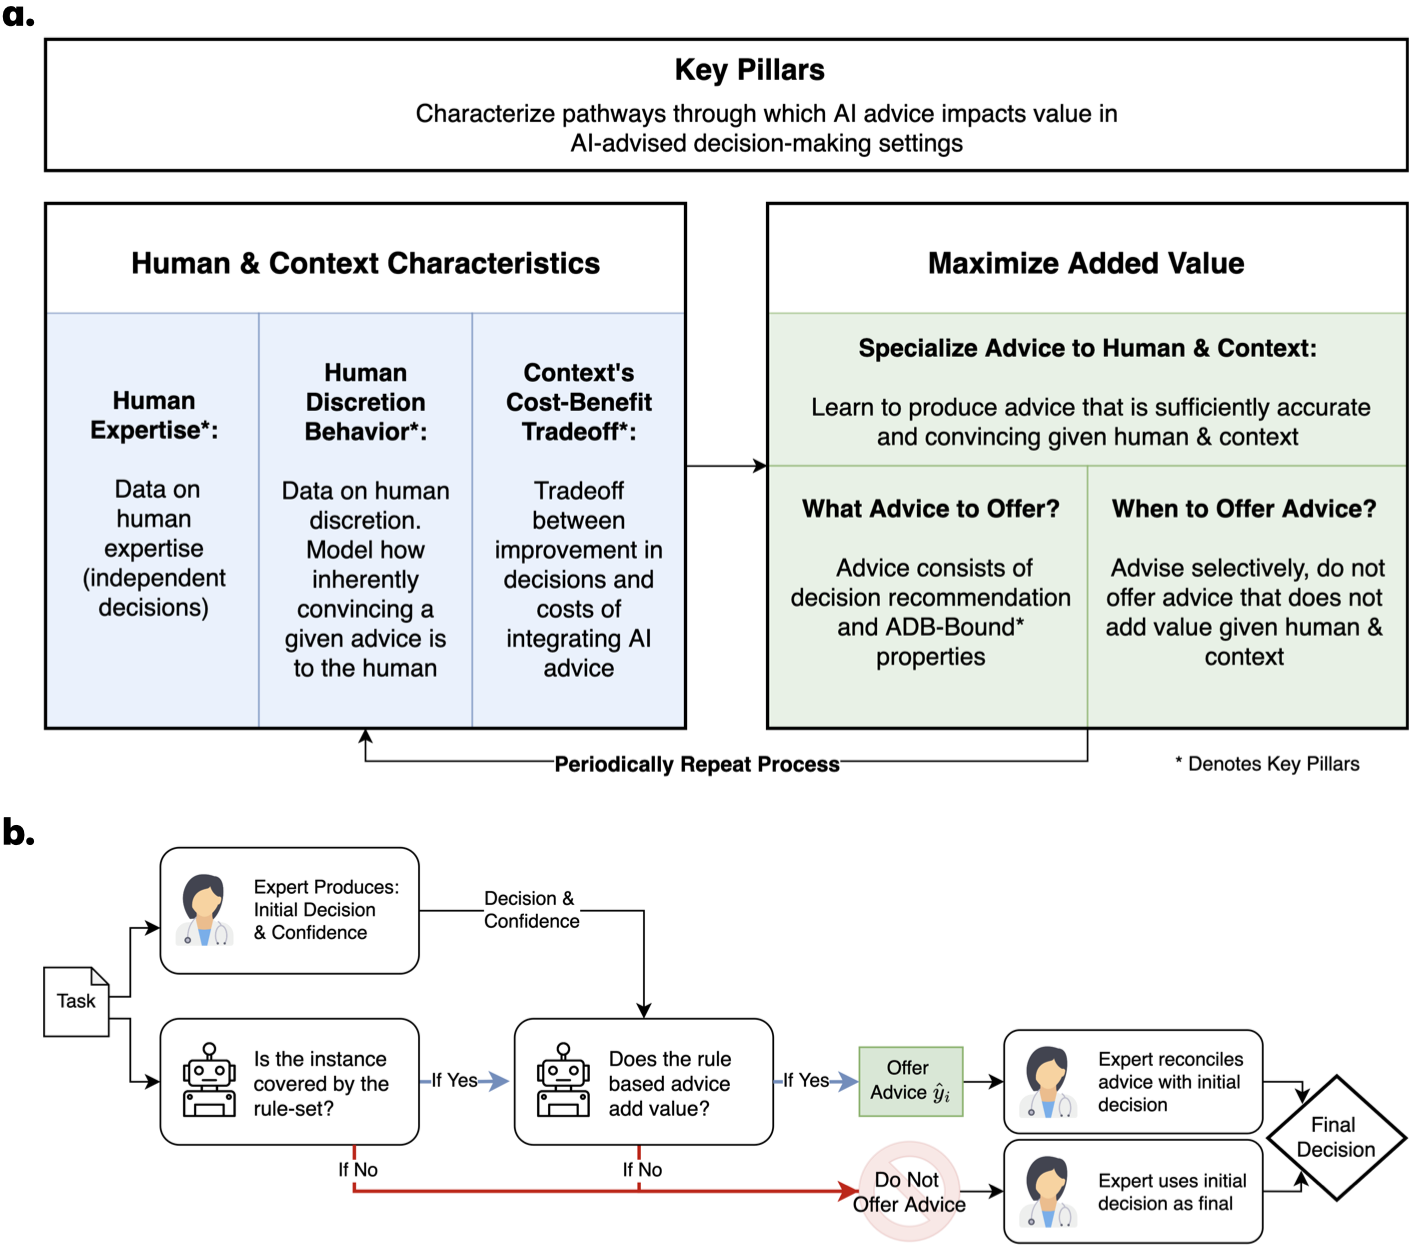 a.
Key Pillars
Characterize pathways through which AI advice impacts value in
AI-advised decision-making settings
Human & Context Characteristics
Human
Expertise*:
Data on
human
expertise
(independent
decisions)
Human
Discretion
Behavior*:
Data on human
discretion.
Model how
inherently
convincing a
given advice is
to the human
Context's
Cost-Benefit
Tradeoff*:
Tradeoff
between
improvement in
decisions and
costs of
integrating AI
advice
Maximize Added Value
Specialize Advice to Human & Context:
Learn to produce advice that is sufficiently accurate
and convincing given human & context
What Advice to Offer?
Advice consists of
decision recommendation
and ADB-Bound*
properties
When to Offer Advice?
Advise selectively, do not
offer advice that does not
add value given human &
context
Periodically Repeat Process
* Denotes Key Pillars
b.
Task
Expert Produces:
Initial Decision
& Confidence
Decision &
Confidence
Is the instance
covered by the
rule-set?
If Yes
Does the rule
based advice
add value?
If Yes
Offer
Advice ŷᵢ
Expert reconciles
advice with initial
decision
If No
If No
Do Not
Offer Advice
Expert uses initial
decision as final
Final
Decision